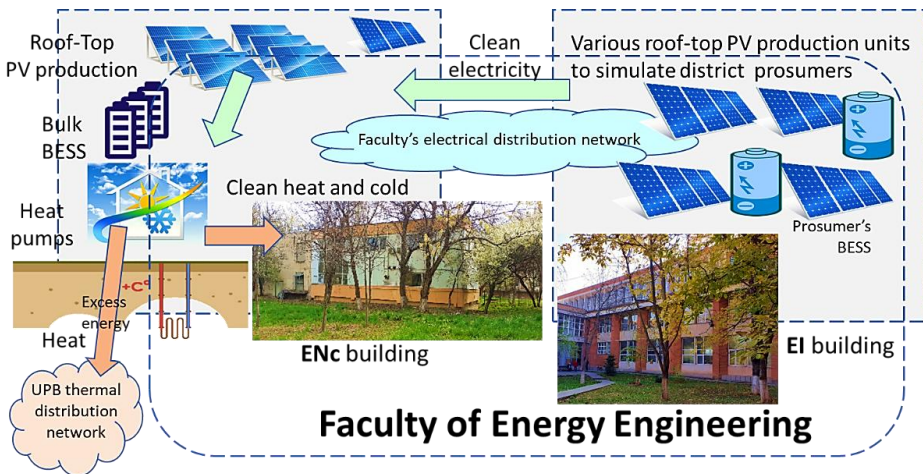 Roof-Top
PV production
Clean
electricity
Various roof-top PV production units
to simulate district prosumers
Bulk
BESS
Faculty's electrical distribution network
Heat
pumps
Clean heat and cold
Prosumer's
BESS
+C°
Excess
energy
Heat
ENc building
EI building
UPB thermal
distribution
network
Faculty of Energy Engineering